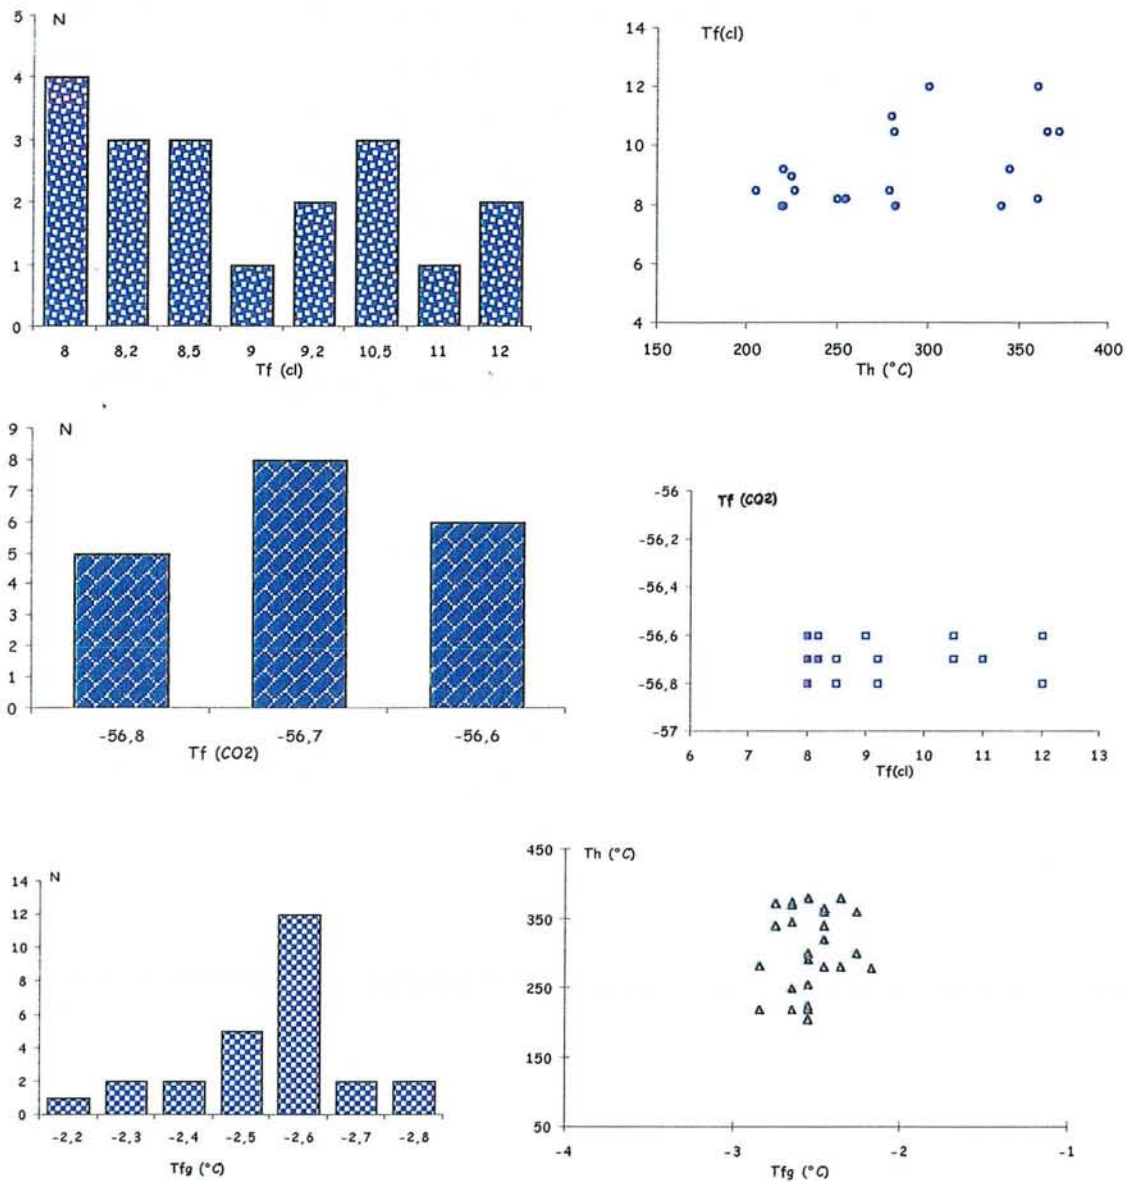 N
5
4
3
2
1
0
8 8,2 8,5 9 9,2 10,5 11 12
Tf (cl)
Tf(cl)
14
12
10
8
6
4
150 200 250 300 350 400
Th (°C)
N
9
8
7
6
5
4
3
2
1
0
-56,8 -56,7 -56,6
Tf (CO2)
Tf (CO2)
-56
-56,2
-56,4
-56,6
-56,8
-57
6 7 8 9 10 11 12 13
Tf(cl)
N
14
12
10
8
6
4
2
0
-2,2 -2,3 -2,4 -2,5 -2,6 -2,7 -2,8
Tfg (°C)
Th (°C)
450
350
250
150
50
-4 -3 -2 -1
Tfg (°C)